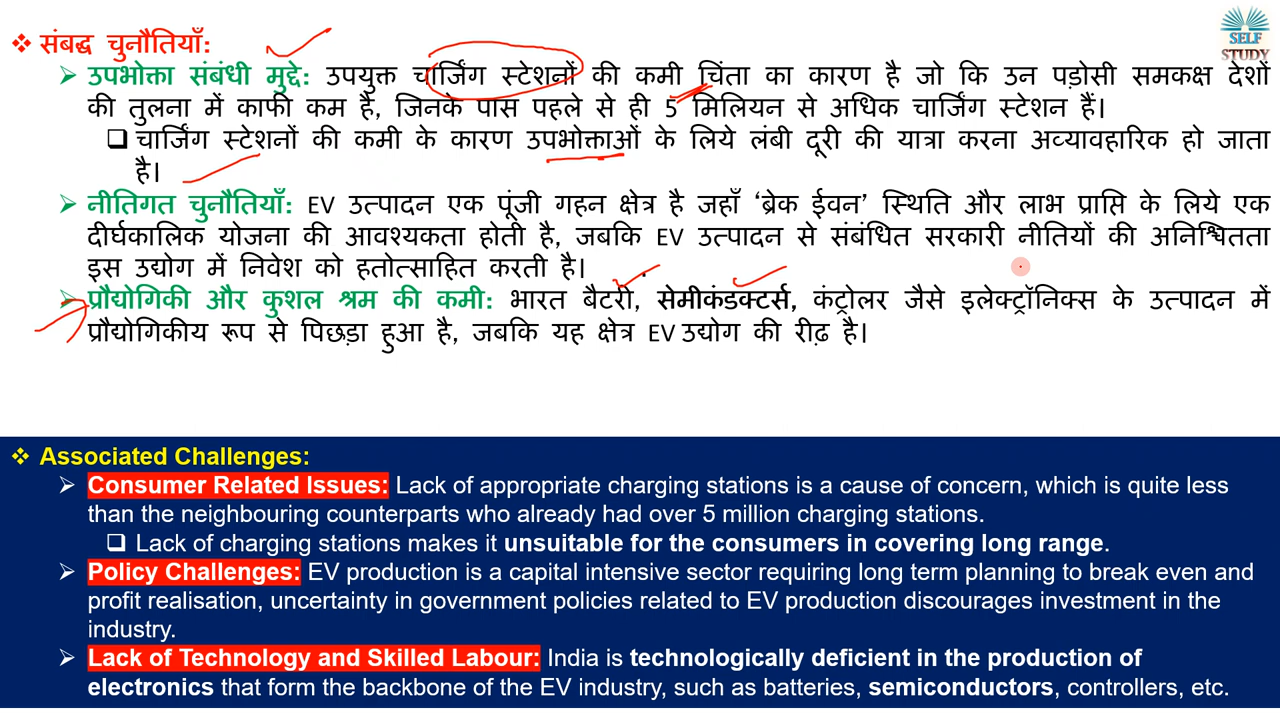 ❖ संबद्ध चुनौतियाँ:
SELF
STUDY
➢ उपभोक्ता संबंधी मुद्दे: उपयुक्त चार्जिंग स्टेशनों की कमी चिंता का कारण है जो कि उन पड़ोसी समकक्ष देशों
की तुलना में काफी कम है, जिनके पास पहले से ही 5 मिलियन से अधिक चार्जिंग स्टेशन हैं।
❑ चार्जिंग स्टेशनों की कमी के कारण उपभोक्ताओं के लिये लंबी दूरी की यात्रा करना अव्यावहारिक हो जाता
है।
➢ नीतिगत चुनौतियाँ: EV उत्पादन एक पूंजी गहन क्षेत्र है जहाँ ‘ब्रेक ईवन’ स्थिति और लाभ प्राप्ति के लिये एक
दीर्घकालिक योजना की आवश्यकता होती है, जबकि EV उत्पादन से संबंधित सरकारी नीतियों की अनिश्चितता
इस उद्योग में निवेश को हतोत्साहित करती है।
➢ प्रौद्योगिकी और कुशल श्रम की कमी: भारत बैटरी, सेमीकंडक्टर्स, कंट्रोलर जैसे इलेक्ट्रॉनिक्स के उत्पादन में
प्रौद्योगिकीय रूप से पिछड़ा हुआ है, जबकि यह क्षेत्र EV उद्योग की रीढ़ है।
❖ Associated Challenges:
➢ Consumer Related Issues: Lack of appropriate charging stations is a cause of concern, which is quite less
than the neighbouring counterparts who already had over 5 million charging stations.
❑ Lack of charging stations makes it unsuitable for the consumers in covering long range.
➢ Policy Challenges: EV production is a capital intensive sector requiring long term planning to break even and
profit realisation, uncertainty in government policies related to EV production discourages investment in the
industry.
➢ Lack of Technology and Skilled Labour: India is technologically deficient in the production of
electronics that form the backbone of the EV industry, such as batteries, semiconductors, controllers, etc.